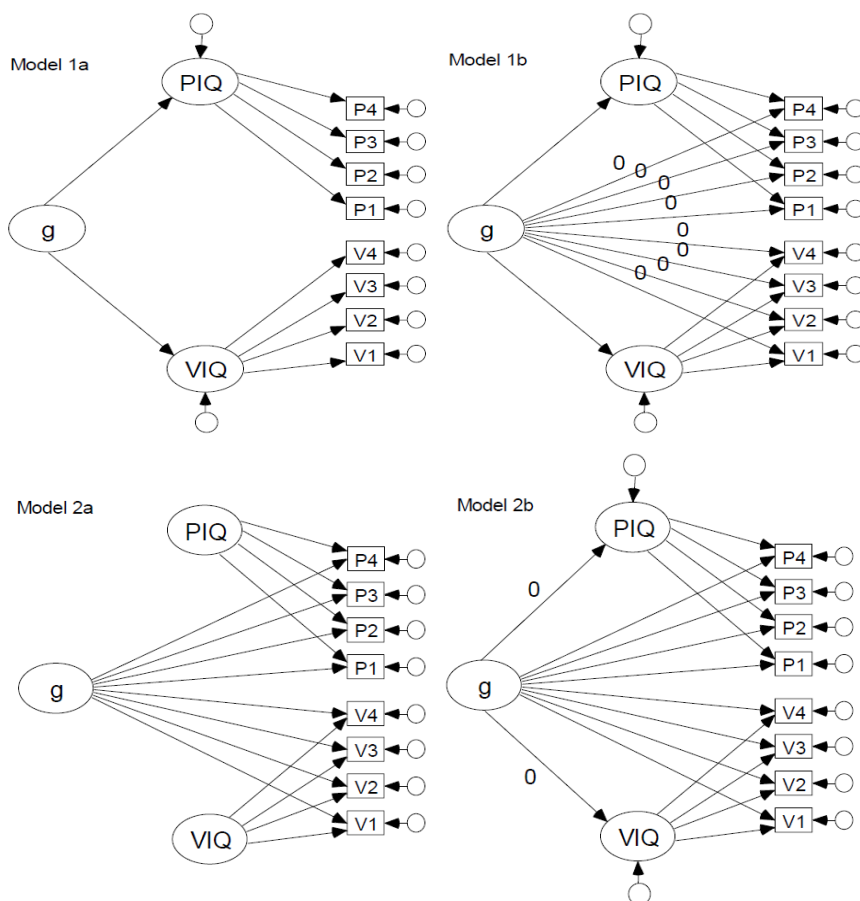 Model 1a
PIQ
P4
P3
P2
g
P1
V4
V3
V2
VIQ
V1
Model 1b
PIQ
P4
P3
0
0
P2
0
0
P1
g
0
V4
0
0
0
V3
V2
VIQ
V1
Model 2a
PIQ
P4
P3
P2
P1
g
V4
V3
V2
V1
VIQ
Model 2b
PIQ
P4
0
P3
P2
P1
g
V4
V3
0
V2
V1
VIQ